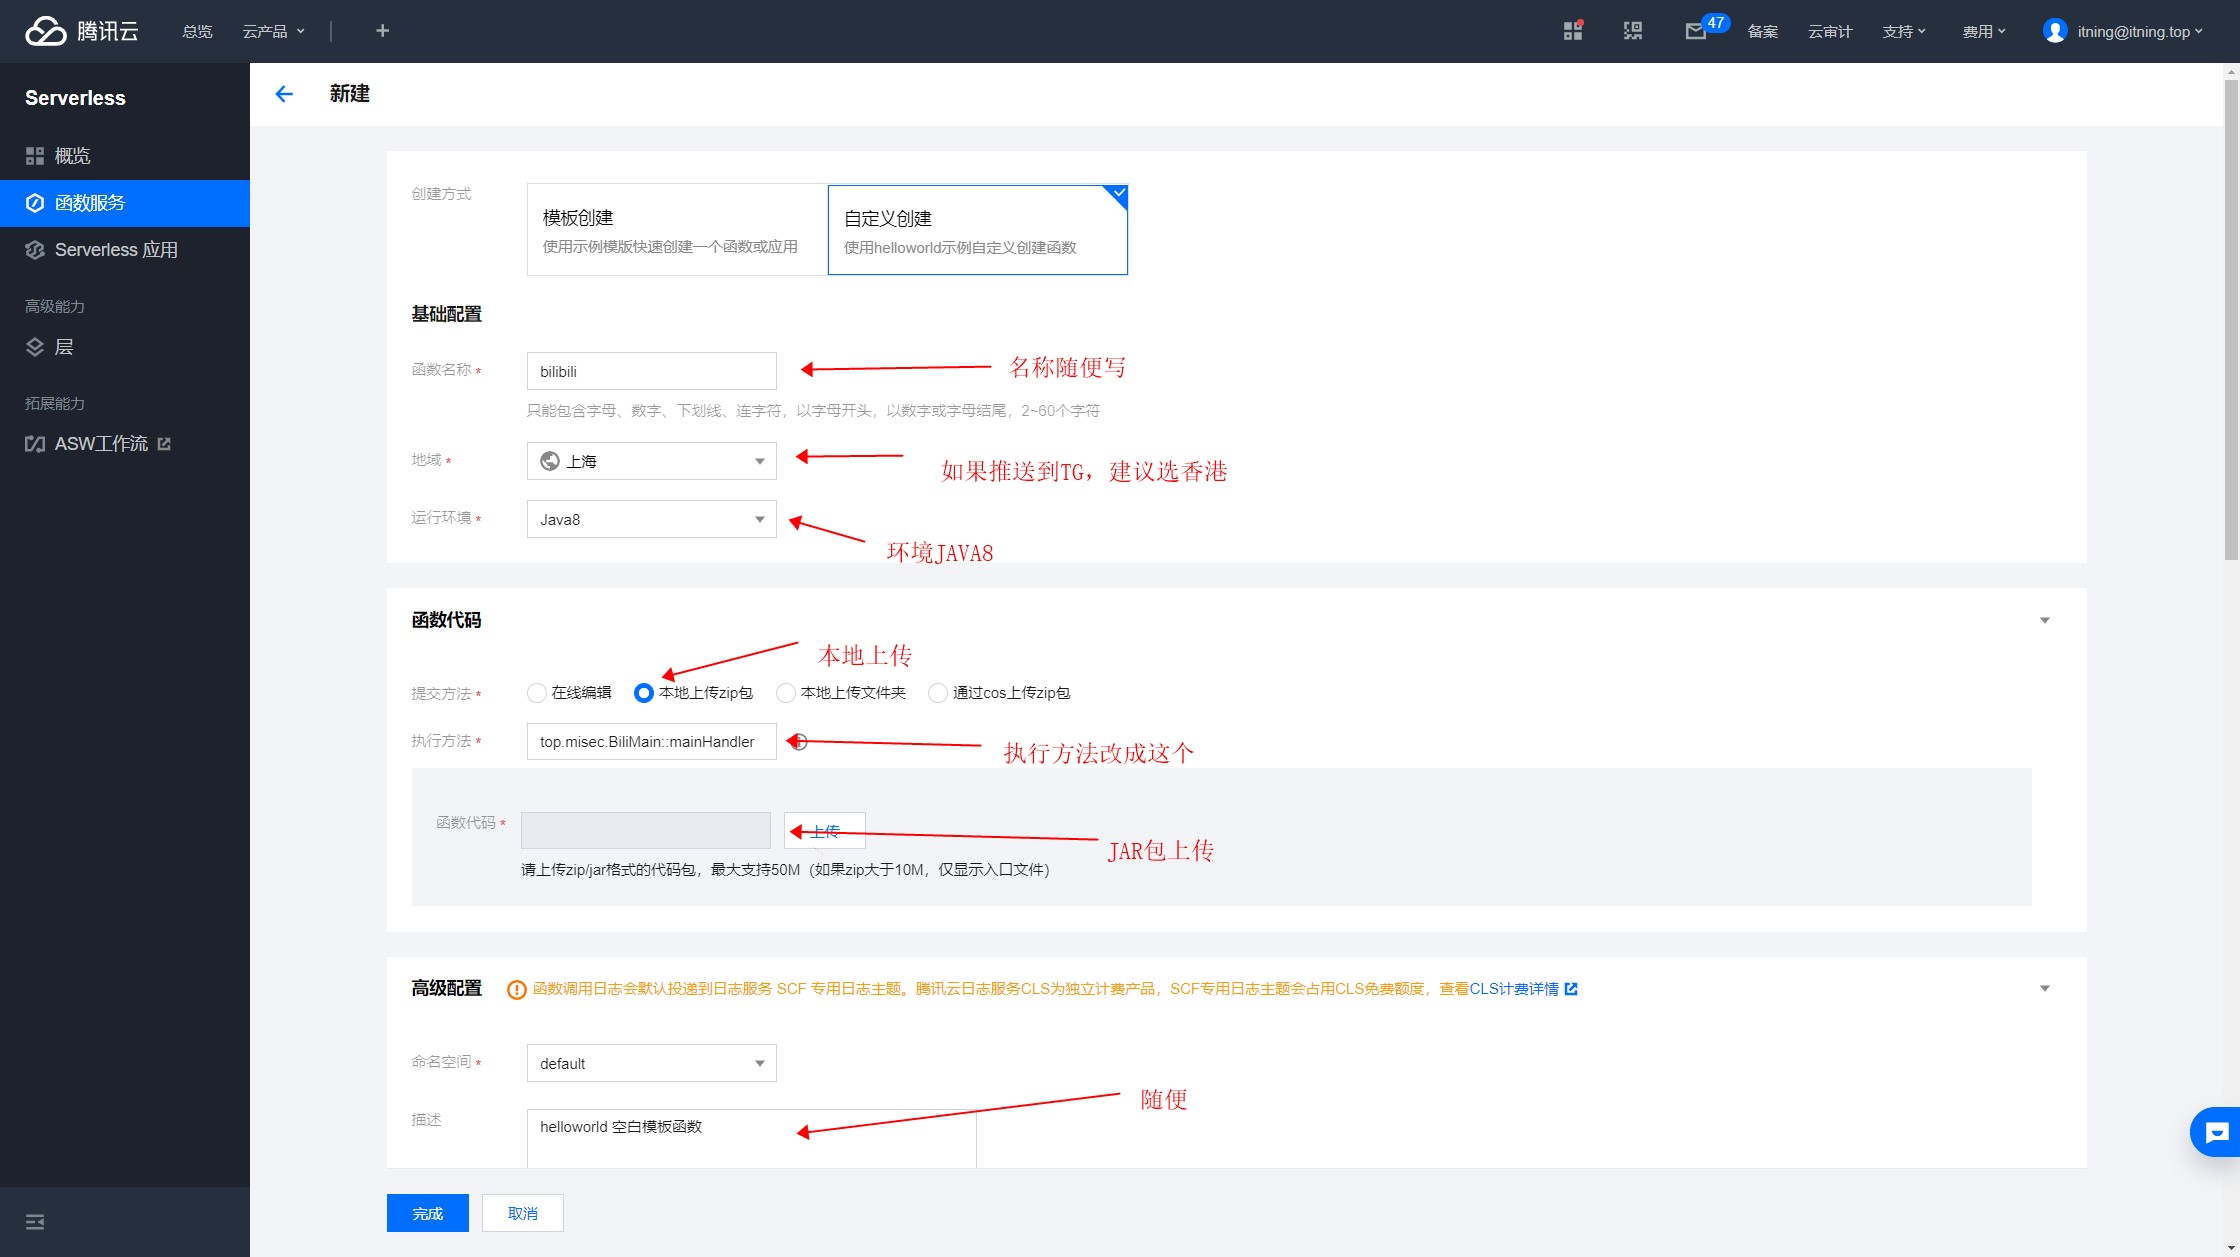 腾讯云
总览
云产品
47
备案
云审计
支持
费用
itning@itning.top
Serverless
概览
函数服务
Serverless 应用
高级能力
层
拓展能力
ASW工作流
新建
创建方式
模板创建
使用示例模版快速创建一个函数或应用
自定义创建
使用helloworld示例自定义创建函数
基础配置
函数名称 *
bilibili
名称随便写
只能包含字母、数字、下划线、连字符，以字母开头，以数字或字母结尾，2~60个字符
地域 *
上海
如果推送到TG，建议选香港
运行环境 *
Java8
环境JAVA8
函数代码
本地上传
提交方法 *
在线编辑
本地上传zip包
本地上传文件夹
通过cos上传zip包
执行方法 *
top.misec.BiliMain::mainHandler
执行方法改成这个
函数代码 *
上传
JAR包上传
请上传zip/jar格式的代码包，最大支持50M（如果zip大于10M，仅显示入口文件）
高级配置
函数调用日志会默认投递到日志服务 SCF 专用日志主题。腾讯云日志服务CLS为独立计费产品，SCF专用日志主题会占用CLS免费额度，查看CLS计费详情
命名空间 *
default
随便
描述
helloworld 空白模板函数
完成
取消